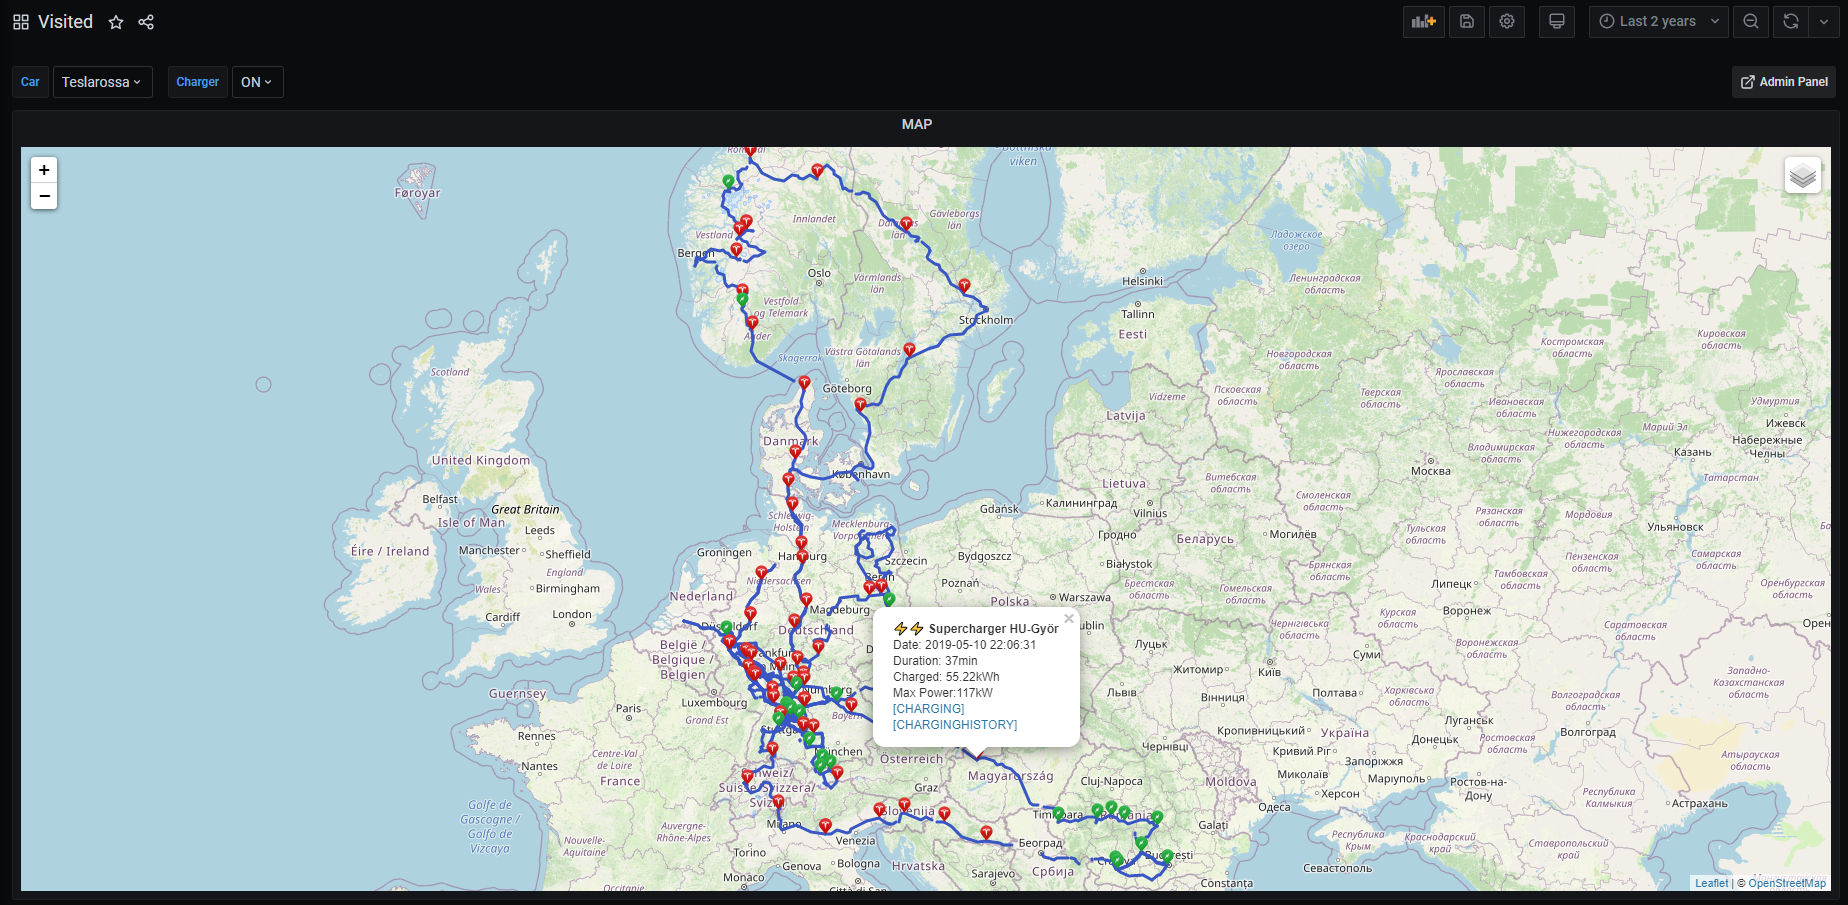 Visited
Last 2 years
Car
Teslarossa
Charger
ON
Admin Panel
MAP
+
−
viken
Føroyar
Innlandet
Gävleborgs
län
Ладожское
озеро
Vestland
Bergen
Oslo
Värmlands
län
Helsinki
Ленинградская
область
Vestfold
og Telemark
Stockholm
Tallinn
Eesti
Agder
Skagerrak
Västra Götalands
län
Кировская
область
Костромская
область
Новгородская
область
Scotland
Göteborg
Псковская
область
Тверская
область
Ярославская
область
Vidzeme
Ивановская
область
Удмуртия
Latvija
Марий Эл
Ижевск
Danmark
Нижегородская
область
Набережные
Челны
Владимирская
область
Казань
United Kingdom
Москва
København
Lietuva
Витебская
область
Татарстан
Belfast
Great Britain
Смоленская
область
Калининград
Vilnius
Gdańsk
Рязанская
область
Мордовия
Isle of Man
Leeds
Schleswig-
Holstein
Mecklenburg-
Vorpommern
Тульская
область
Ульяновск
Éire / Ireland
Manchester
Sheffield
Groningen
Hamburg
Szczecin
Bydgoszcz
Гродно
Беларусь
Могилёв
Самарская
область
Пензенская
область
England
Białystok
Брянская
область
Wales
Birmingham
Niedersachsen
Berlin
Poznań
Брестская
область
Гомельская
область
Липецк
Тамбовская
область
Оренбургская
область
Nederland
Polska
Warszawa
Cardiff
London
Magdeburg
Курская
область
Воронеж
Düsseldorf
Deutschland
Lublin
Черниговская
область
Саратовская
область
Орен
België /
Belgique /
Belgien
Луцьк
Воронежская
область
Суми
Житомир
Київ
Западно-
Казахстанская
область
Supercharger HU-Györ
Date: 2019-05-10 22:06:31
Duration: 37min
Charged: 55.22kWh
Max Power:117kW
[CHARGING]
[CHARGINGHISTORY]
×
Guernsey
Luxembourg
Nürnberg
Львів
Вінниця
Полтава
Харківська
область
Волгоградская
область
Paris
Grand Est
Bayern
Луганськ
Rennes
Кропивницький
Україна
Донецьк
Ростовская
область
Волгоград
Чернівці
Кривий Ріг
Nantes
Centre-Val
de Loire
München
Österreich
Запоріжжя
Атырауская
область
France
Schweiz/
Suisse/Svizzera/
Svizra
Magyarország
Cluj-Napoca
Moldova
Миколаїв
Маріуполь
Ростов-на-
Дону
Graz
Херсон
Республика
Калмыкия
Golfe de
Gascogne /
Golfo de
Vizcaya
Slovenija
Одеса
Астрахань
Auvergne-
Rhône-Alpes
Milano
Timișoara
România
Galați
Nouvelle-
Aquitaine
Venezia
Београд
Республика
Крым
Краснодарский
край
Ставропольский
край
Torino
Genova
Bologna
Hrvatska
Craiova
București
Sarajevo
Србија
Севастополь
Monaco
Città di San
Constanța
Occitanie
Leaflet | © OpenStreetMap